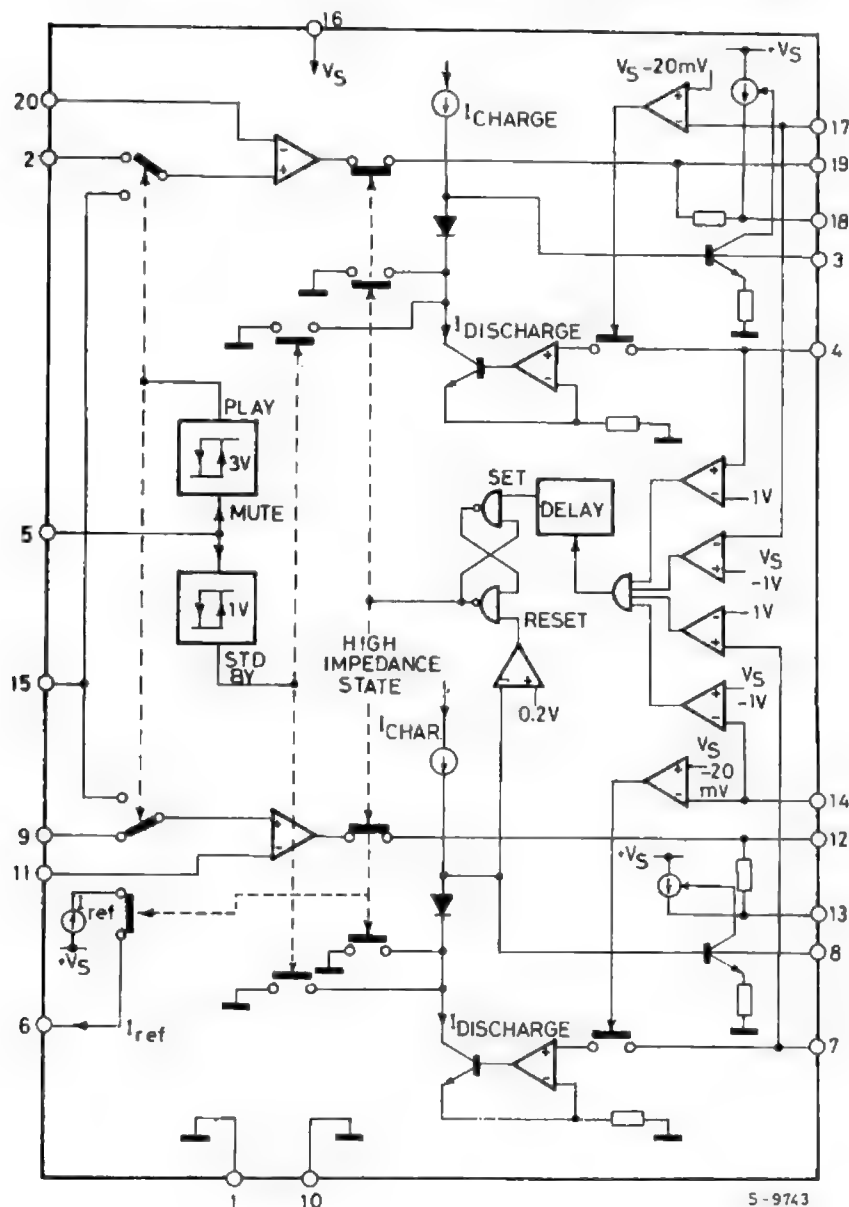 16
VS
+VS
VS -20mV
20
ICHARGE
17
2
19
18
3
IDISCHARGE
4
PLAY
3V
SET
DELAY
1V
MUTE
5
VS
-1V
1V
RESET
1V
STD
BY
HIGH
IMPEDANCE
STATE
VS
-1V
15
0.2V
ICHAR.
VS
-20
mV
14
9
12
11
+VS
Iref
13
+VS
8
6
Iref
IDISCHARGE
7
1
10
S-9743